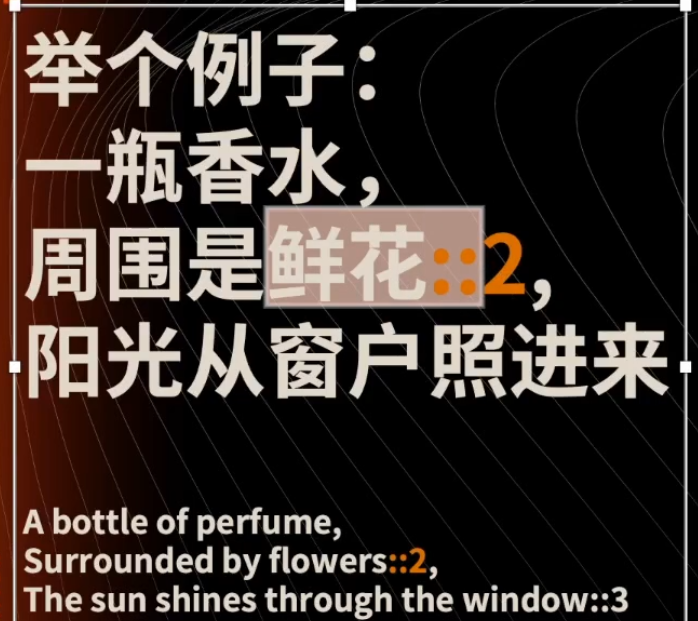 举个例子：
一瓶香水，
周围是鲜花::2，
阳光从窗户照进来
A bottle of perfume,
Surrounded by flowers::2,
The sun shines through the window::3